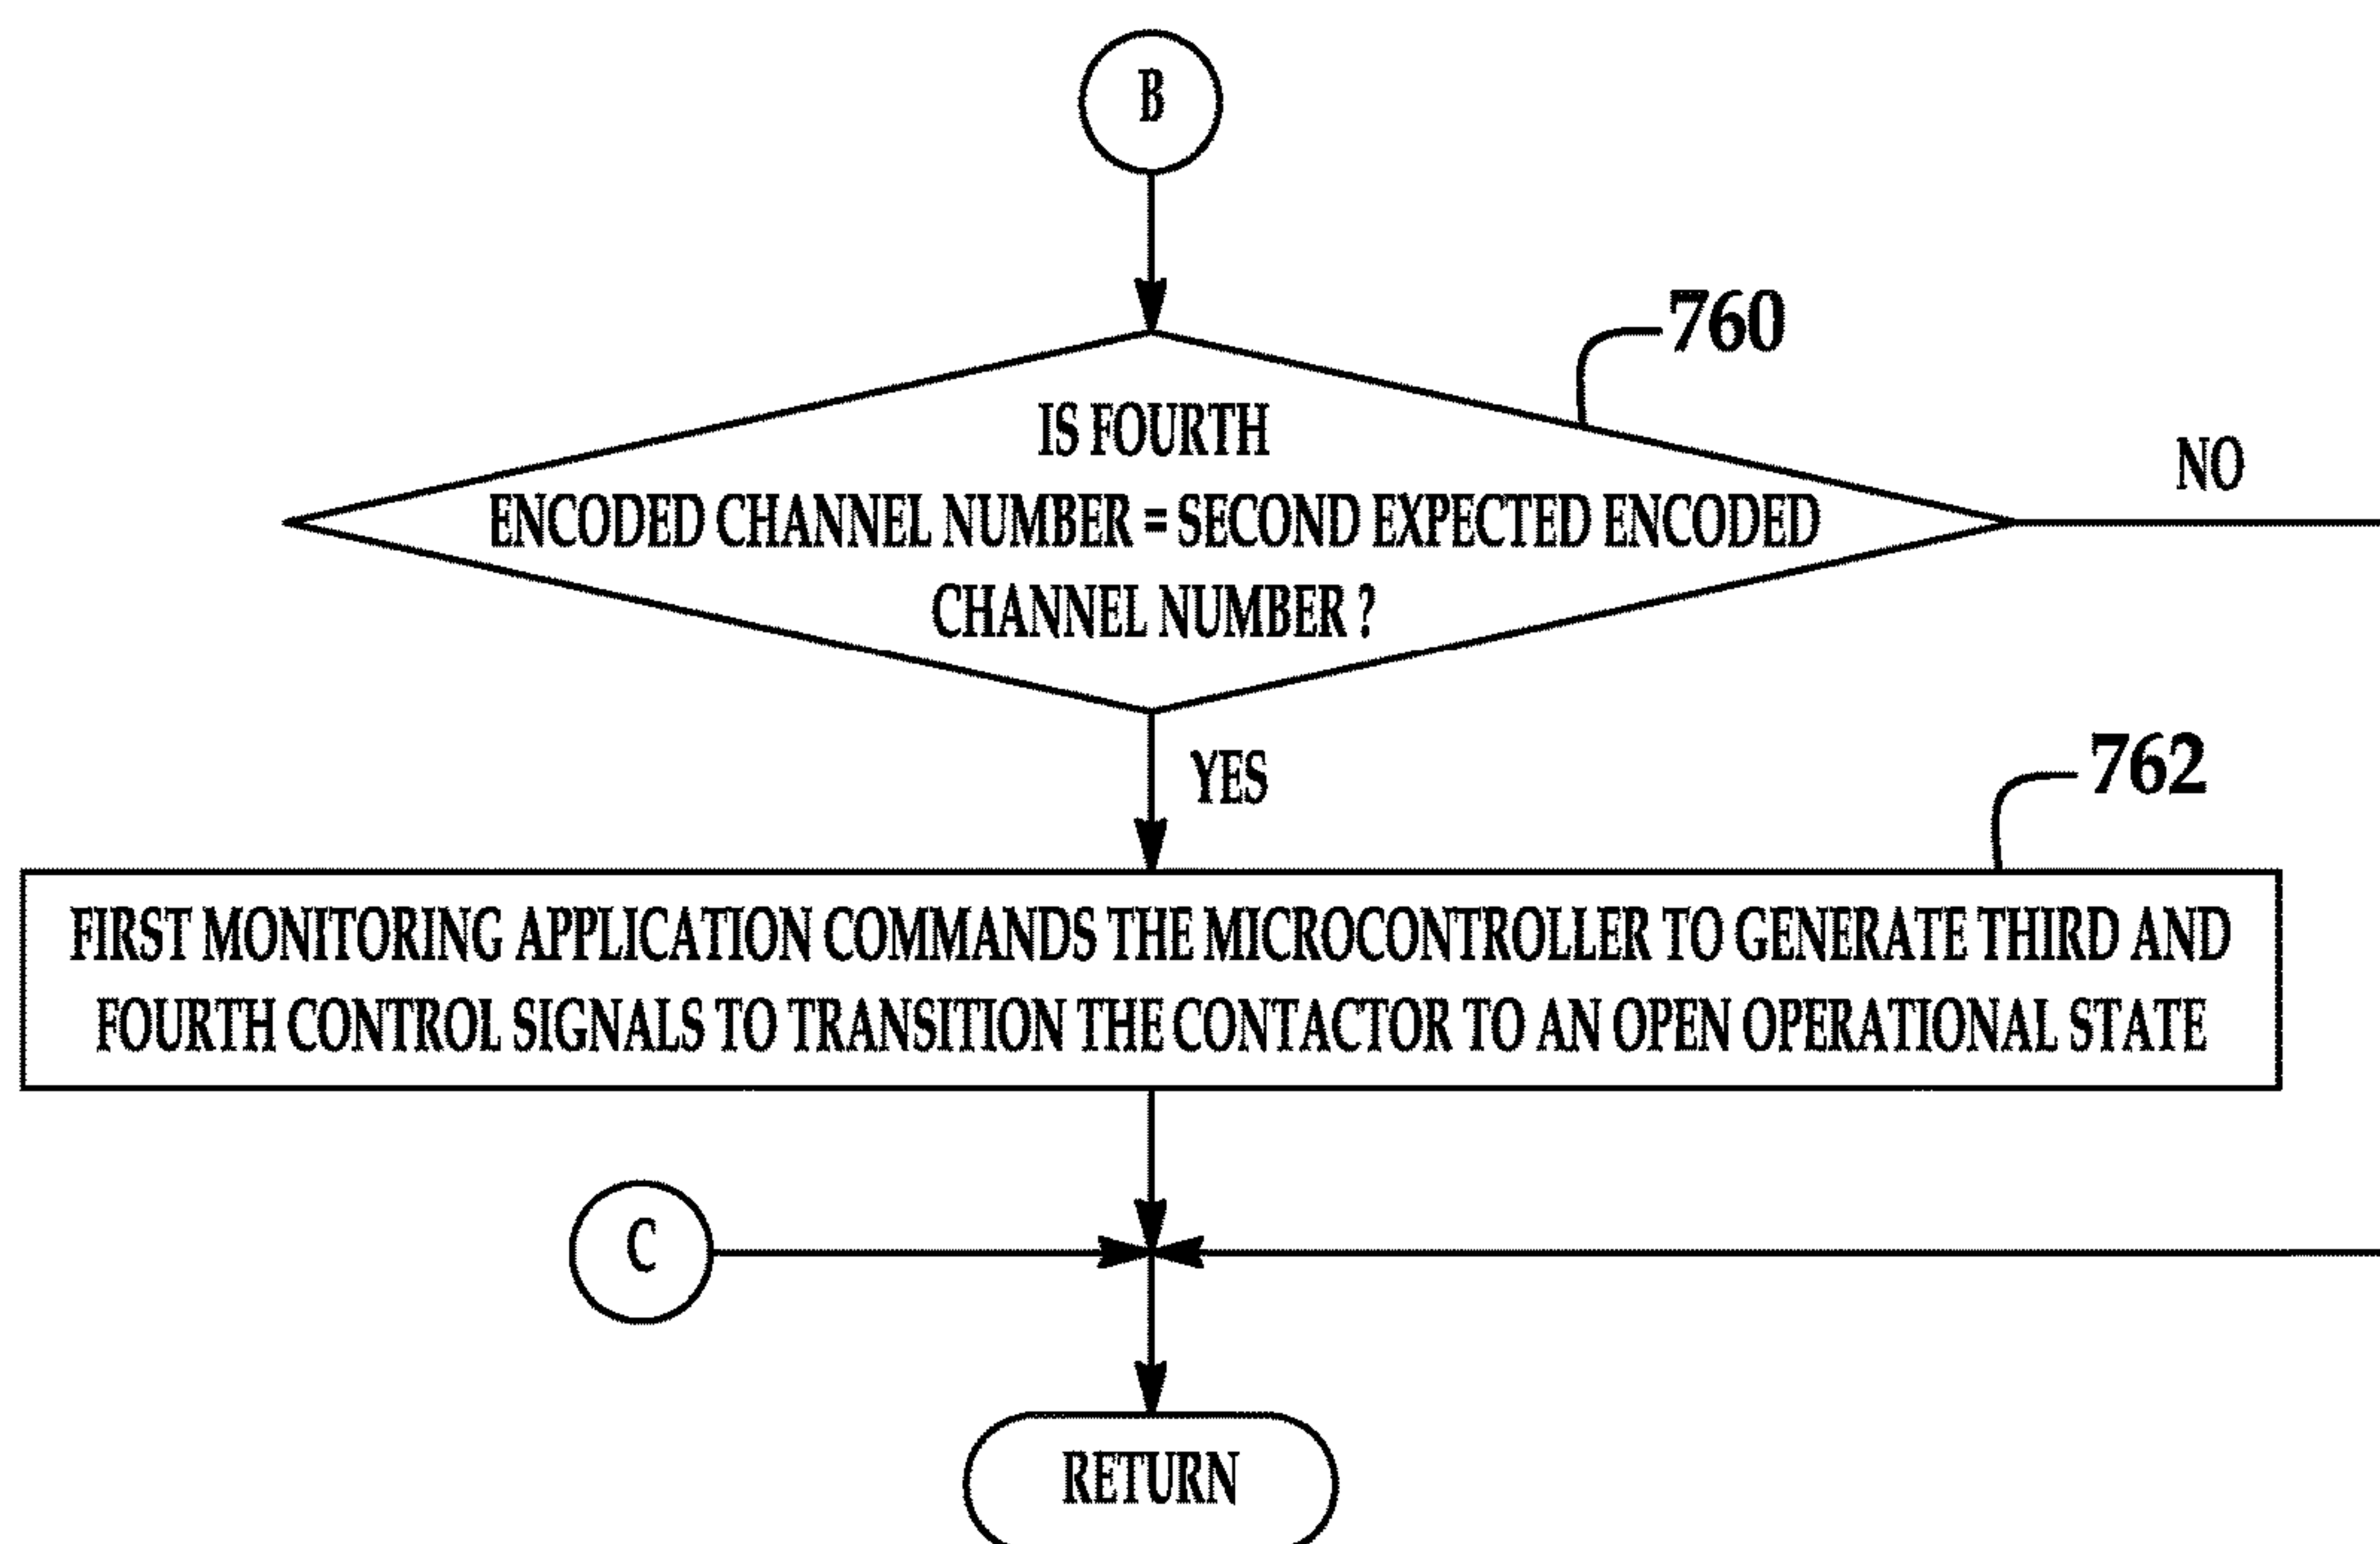 B
760
IS FOURTH
ENCODED CHANNEL NUMBER = SECOND EXPECTED ENCODED
CHANNEL NUMBER ?
NO
YES
762
FIRST MONITORING APPLICATION COMMANDS THE MICROCONTROLLER TO GENERATE THIRD AND
FOURTH CONTROL SIGNALS TO TRANSITION THE CONTACTOR TO AN OPEN OPERATIONAL STATE
C
RETURN